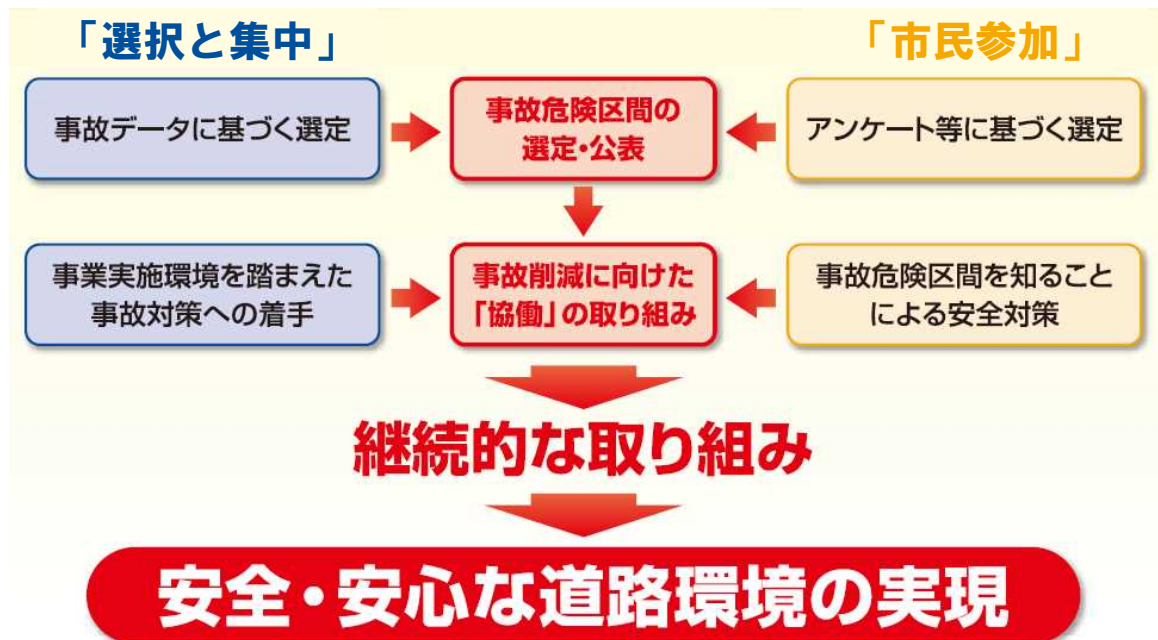 「選択と集中」
「市民参加」
事故データに基づく選定
事故危険区間の
選定・公表
アンケート等に基づく選定
事業実施環境を踏まえた
事故対策への着手
事故削減に向けた
「協働」の取り組み
事故危険区間を知ること
による安全対策
継続的な取り組み
安全・安心な道路環境の実現